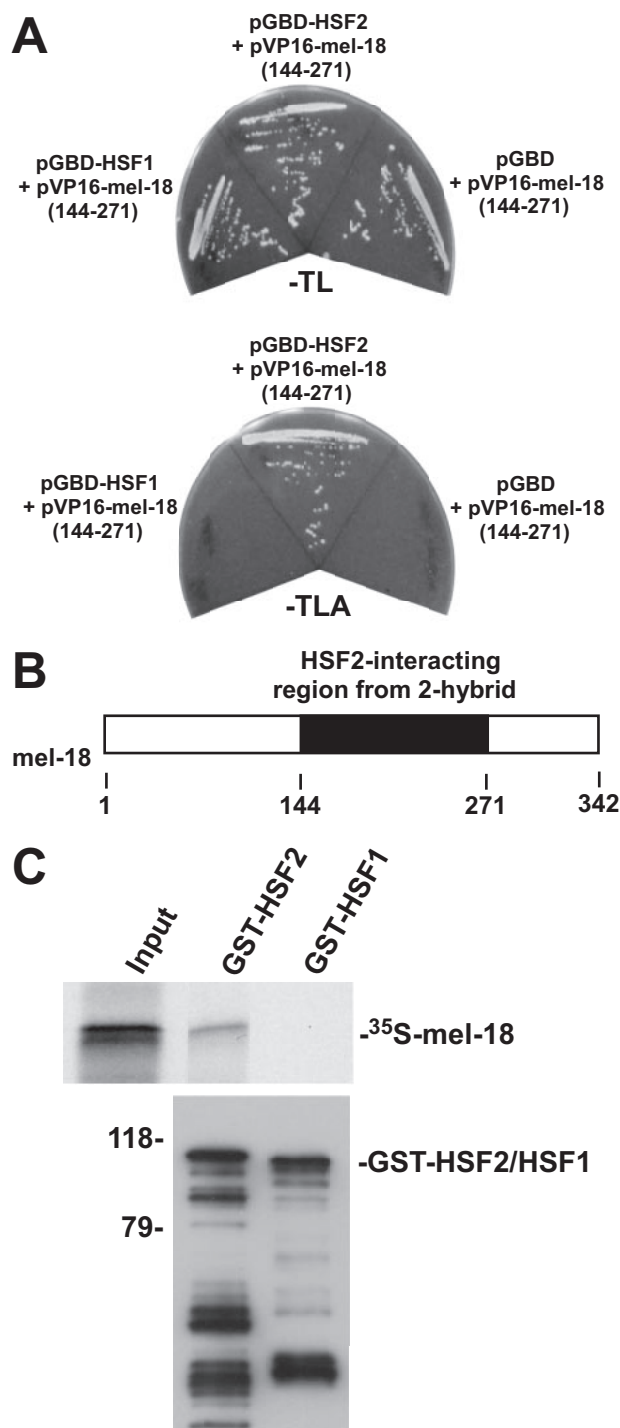 A
pGBD-HSF2
+ pVP16-mel-18
(144-271)
pGBD-HSF1
+ pVP16-mel-18
(144-271)
pGBD
+ pVP16-mel-18
(144-271)
-TL
pGBD-HSF2
+ pVP16-mel-18
(144-271)
pGBD-HSF1
+ pVP16-mel-18
(144-271)
pGBD
+ pVP16-mel-18
(144-271)
-TLA
B
HSF2-interacting
region from 2-hybrid
mel-18
1 144 271 342
C
Input
GST-HSF2
GST-HSF1
-³⁵S-mel-18
118-
-GST-HSF2/HSF1
79-